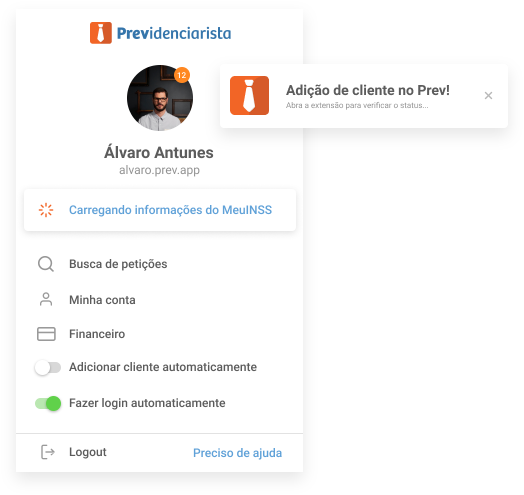 Previdenciarista
12
Adição de cliente no Prev!
Abra a extensão para verificar o status...
Álvaro Antunes
alvaro.prev.app
Carregando informações do MeuINSS
Busca de petições
Minha conta
Financeiro
Adicionar cliente automaticamente
Fazer login automaticamente
Logout
Preciso de ajuda